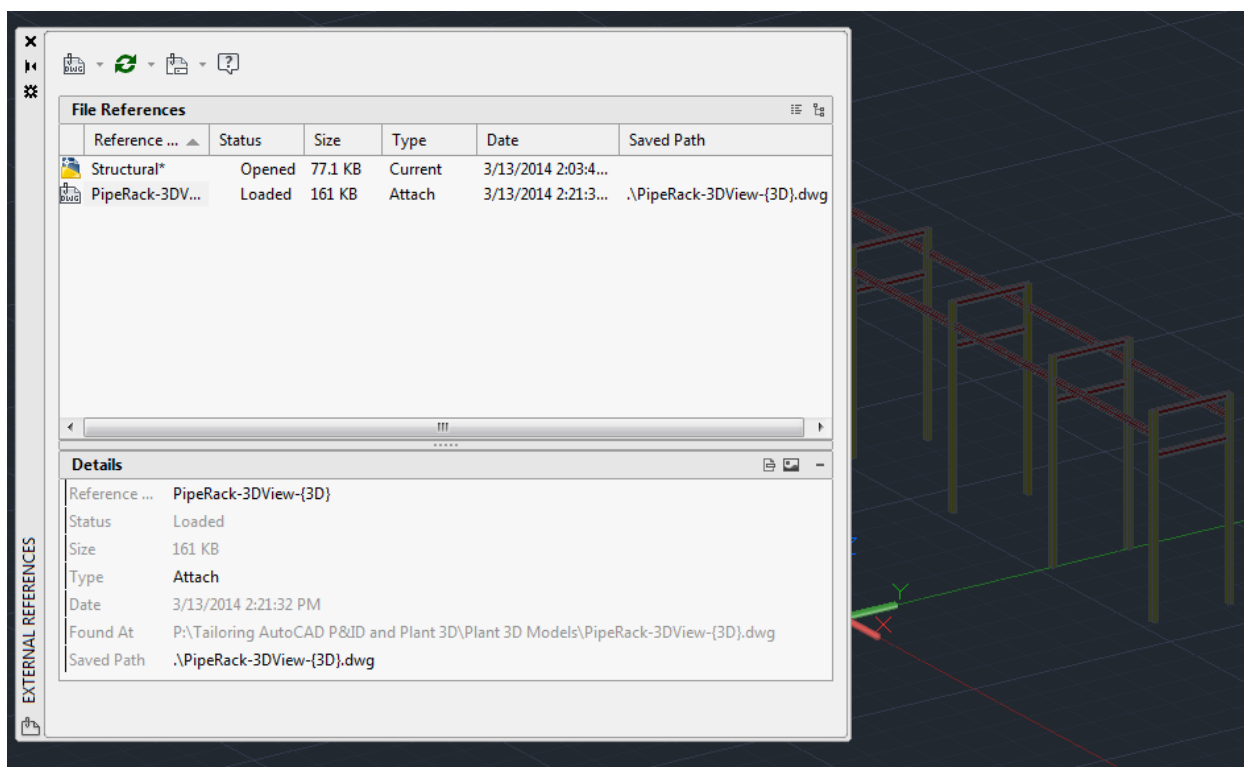 DWG
File References
Reference ... Status Size Type Date Saved Path
Structural* Opened 77.1 KB Current 3/13/2014 2:03:4...
DWG PipeRack-3DV... Loaded 161 KB Attach 3/13/2014 2:21:3... .\PipeRack-3DView-{3D}.dwg
Details
Reference ... PipeRack-3DView-{3D}
Status Loaded
Size 161 KB
Type Attach
Date 3/13/2014 2:21:32 PM
Found At P:\Tailoring AutoCAD P&ID and Plant 3D\Plant 3D Models\PipeRack-3DView-{3D}.dwg
Saved Path .\PipeRack-3DView-{3D}.dwg
EXTERNAL REFERENCES
Z
Y
X